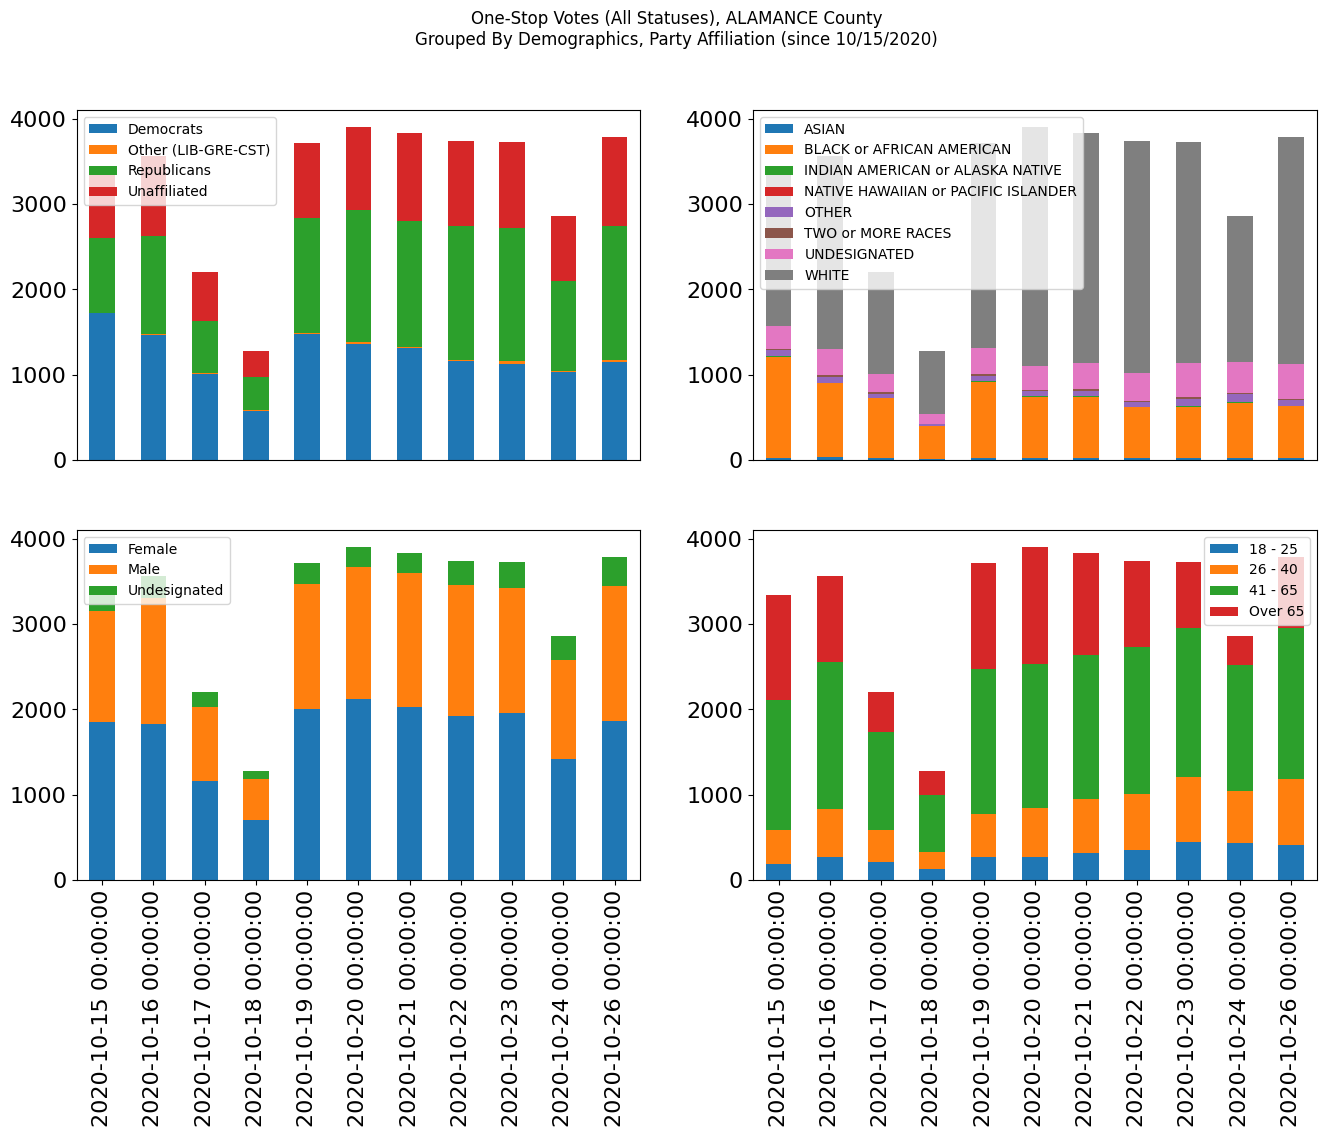 One-Stop Votes (All Statuses), ALAMANCE County
Grouped By Demographics, Party Affiliation (since 10/15/2020)
4000
3000
2000
1000
0
Democrats
Other (LIB-GRE-CST)
Republicans
Unaffiliated
4000
3000
2000
1000
0
ASIAN
BLACK or AFRICAN AMERICAN
INDIAN AMERICAN or ALASKA NATIVE
NATIVE HAWAIIAN or PACIFIC ISLANDER
OTHER
TWO or MORE RACES
UNDESIGNATED
WHITE
4000
3000
2000
1000
0
Female
Male
Undesignated
2020-10-15 00:00:00
2020-10-16 00:00:00
2020-10-17 00:00:00
2020-10-18 00:00:00
2020-10-19 00:00:00
2020-10-20 00:00:00
2020-10-21 00:00:00
2020-10-22 00:00:00
2020-10-23 00:00:00
2020-10-24 00:00:00
2020-10-26 00:00:00
4000
3000
2000
1000
0
18 - 25
26 - 40
41 - 65
Over 65
2020-10-15 00:00:00
2020-10-16 00:00:00
2020-10-17 00:00:00
2020-10-18 00:00:00
2020-10-19 00:00:00
2020-10-20 00:00:00
2020-10-21 00:00:00
2020-10-22 00:00:00
2020-10-23 00:00:00
2020-10-24 00:00:00
2020-10-26 00:00:00